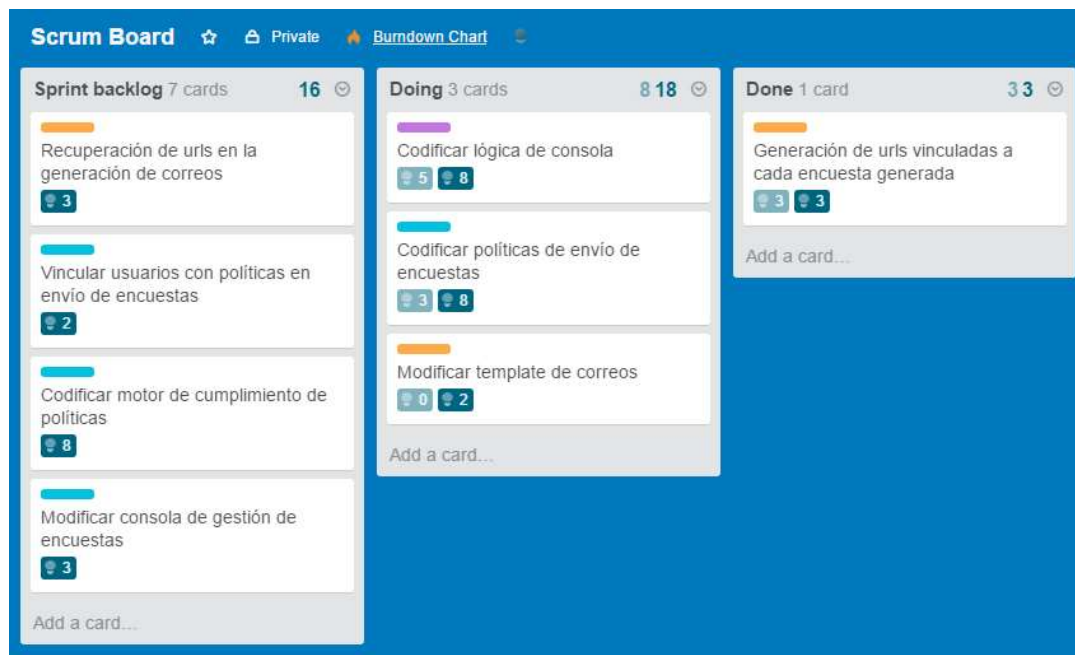 Scrum Board Private Burndown Chart
Sprint backlog 7 cards 16
Recuperación de urls en la
generación de correos
3
Vincular usuarios con políticas en
envío de encuestas
2
Codificar motor de cumplimiento de
políticas
8
Modificar consola de gestión de
encuestas
3
Add a card...
Doing 3 cards 8 18
Codificar lógica de consola
5 8
Codificar políticas de envío de
encuestas
3 8
Modificar template de correos
0 2
Add a card...
Done 1 card 3 3
Generación de urls vinculadas a
cada encuesta generada
3 3
Add a card...